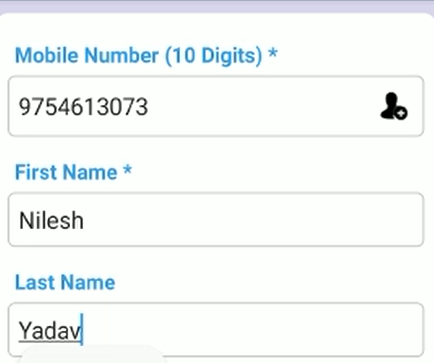 Mobile Number (10 Digits) *
9754613073
First Name *
Nilesh
Last Name
Yadav